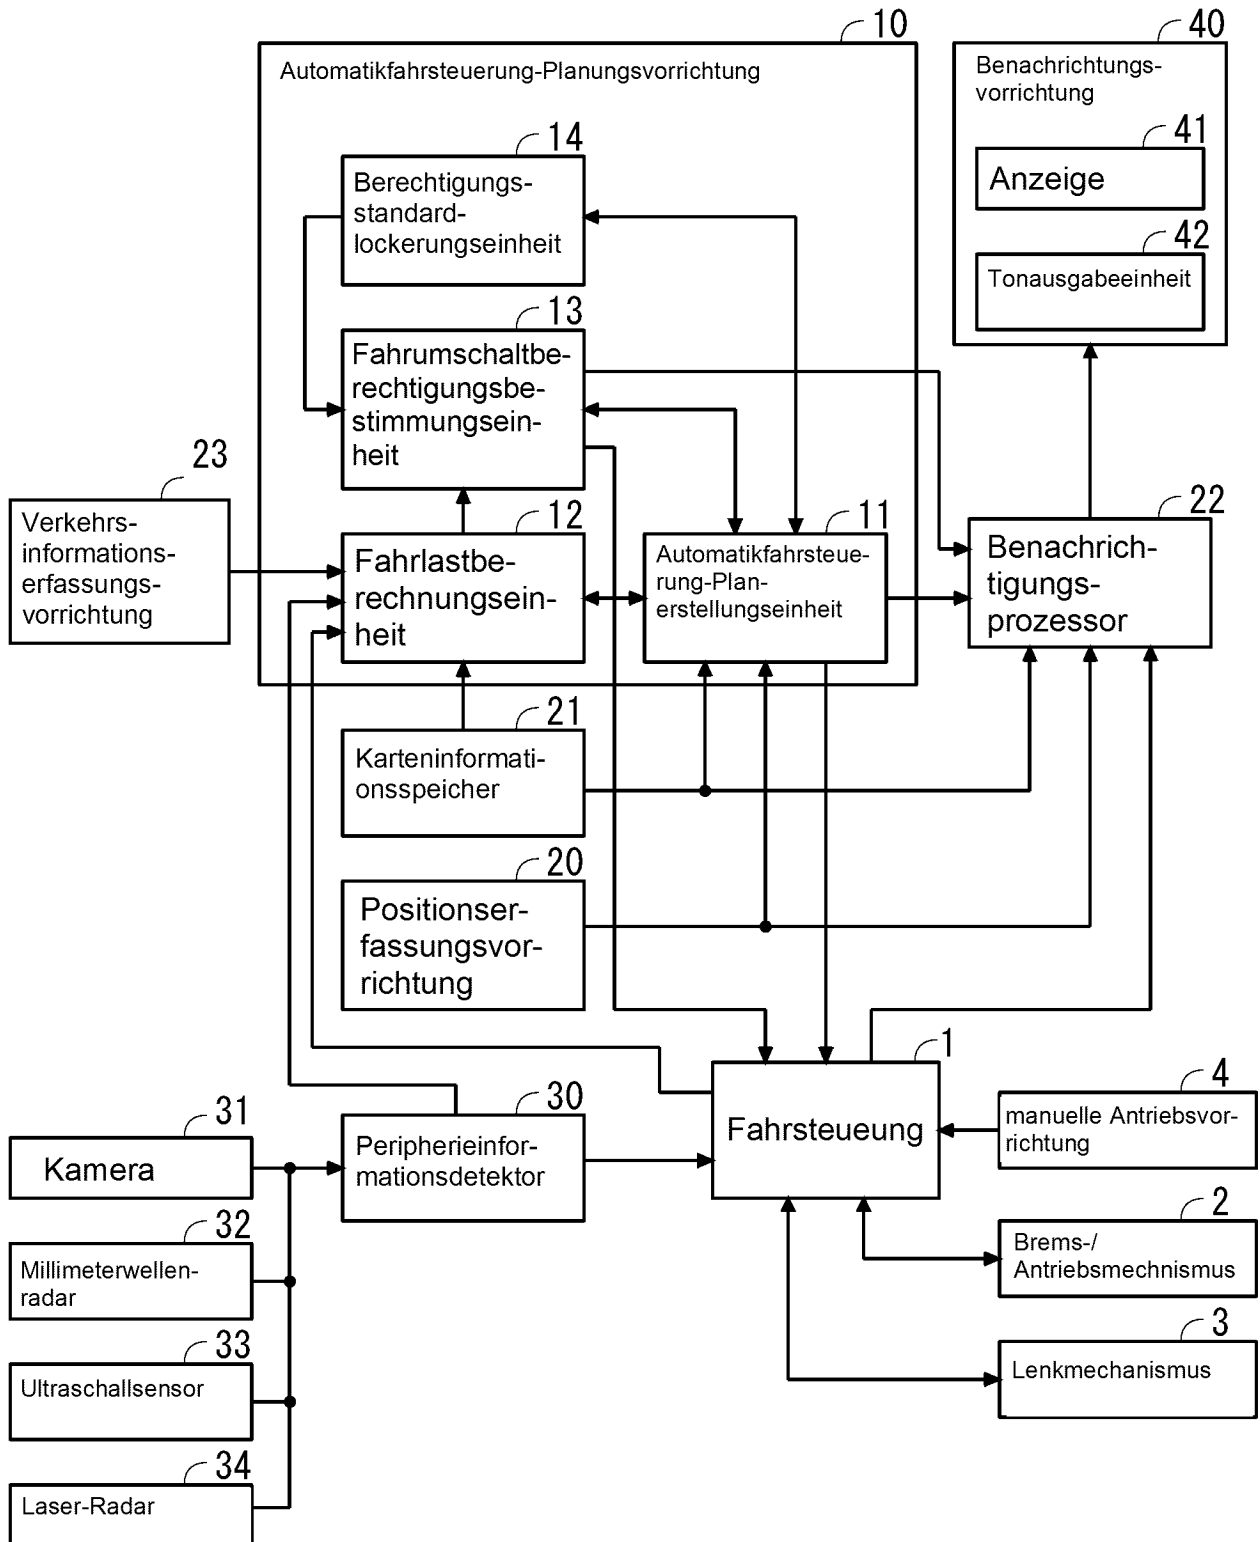 10
40
Automatikfahrsteuerung-Planungsvorrichtung
Benachrichtungs-
vorrichtung
14
41
Berechtigungs-
standard-
lockerungseinheit
Anzeige
42
Tonausgabeeinheit
13
Fahrumschaltbe-
rechtigungsbe-
stimmungsein-
heit
23
Verkehrs-
informations-
erfassungs-
vorrichtung
12
Fahrlastbe-
rechnungsein-
heit
11
Automatikfahrsteue-
rung-Plan-
erstellungseinheit
22
Benachrich-
tigungs-
prozessor
21
Karteninformati-
onsspeicher
20
Positionser-
fassungsvor-
richtung
1
Fahrsteueung
4
manuelle Antriebsvor-
richtung
31
Kamera
30
Peripherieinfor-
mationsdetektor
2
Brems-/
Antriebsmechnismus
32
Millimeterwellen-
radar
3
Lenkmechanismus
33
Ultraschallsensor
34
Laser-Radar